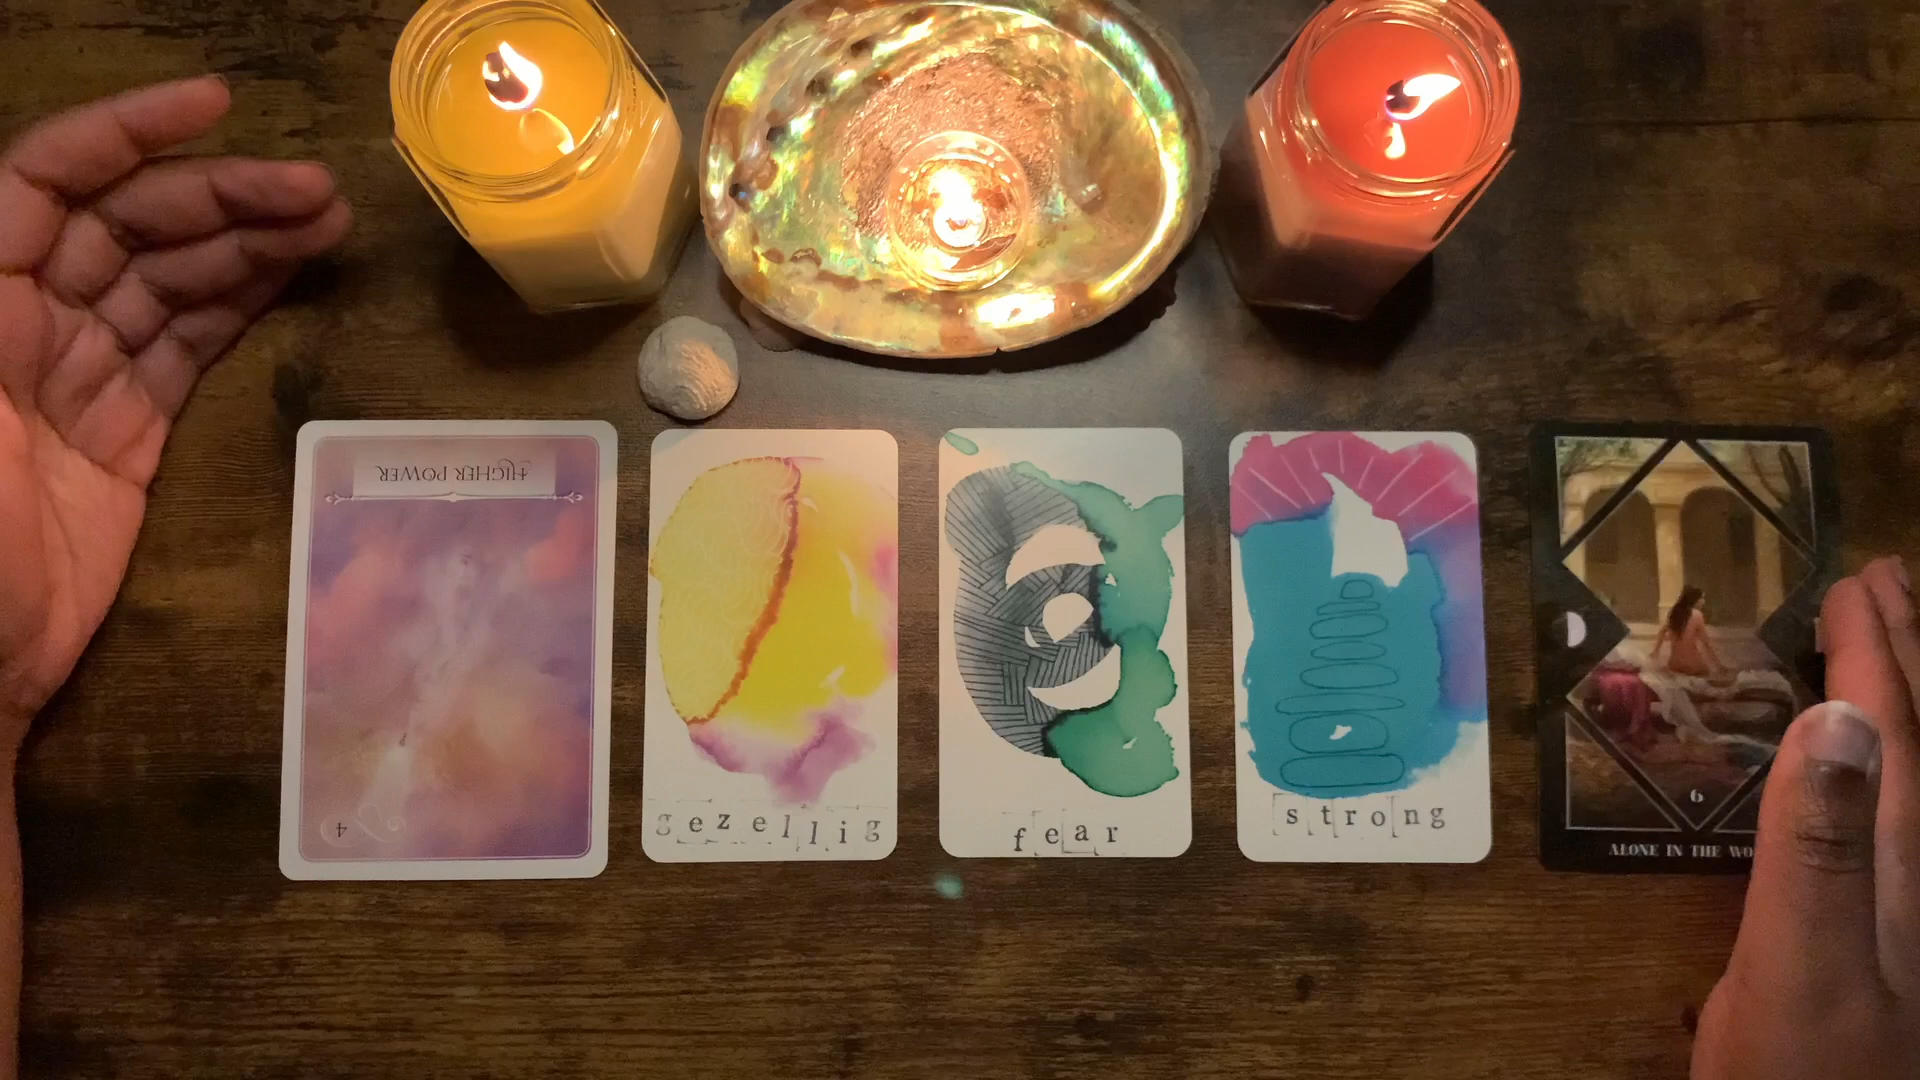 HIGHER POWER
4
gezellig
fear
strong
6
ALONE IN THE WO